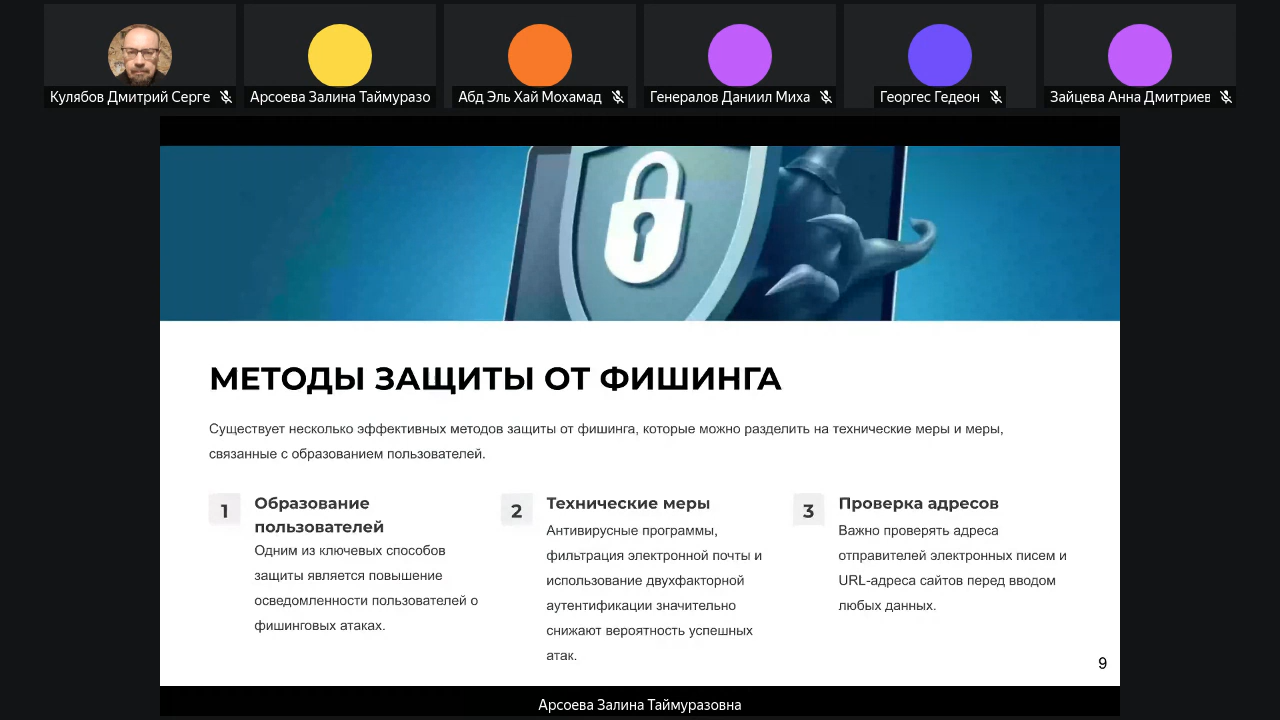 Кулябов Дмитрий Серге
Арсоева Залина Таймуразо
Абд Эль Хай Мохамад
Генералов Даниил Миха
Георгес Гедеон
Зайцева Анна Дмитриев
МЕТОДЫ ЗАЩИТЫ ОТ ФИШИНГА
Существует несколько эффективных методов защиты от фишинга, которые можно разделить на технические меры и меры,
связанные с образованием пользователей.
1
Образование
пользователей
Одним из ключевых способов
защиты является повышение
осведомленности пользователей о
фишинговых атаках.
2
Технические меры
Антивирусные программы,
фильтрация электронной почты и
использование двухфакторной
аутентификации значительно
снижают вероятность успешных
атак.
3
Проверка адресов
Важно проверять адреса
отправителей электронных писем и
URL-адреса сайтов перед вводом
любых данных.
9
Арсоева Залина Таймуразовна